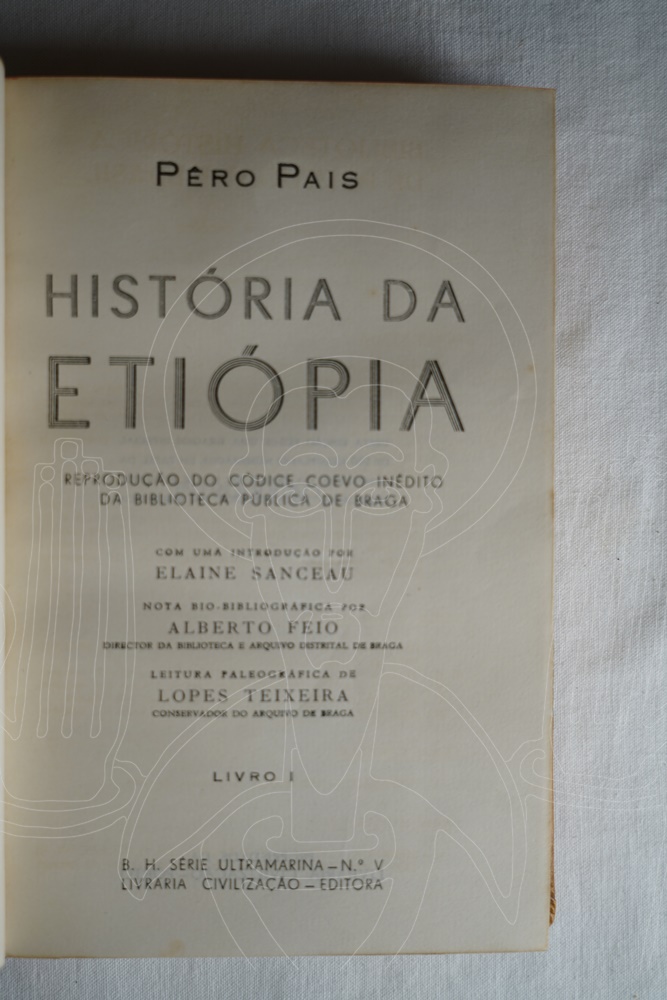 PÊRO PAIS
HISTÓRIA DA
ETIÓPIA
REPRODUÇÃO DO CÓDICE COEVO INÉDITO
DA BIBLIOTECA PÚBLICA DE BRAGA
COM UMA INTRODUÇÃO POR
ELAINE SANCEAU
NOTA BIO-BIBLIOGRÁFICA POR
ALBERTO FEIO
DIRECTOR DA BIBLIOTECA E ARQUIVO DISTRITAL DE BRAGA
LEITURA PALEOGRÁFICA DE
LOPES TEIXEIRA
CONSERVADOR DO ARQUIVO DE BRAGA
LIVRO I
B. H. SÉRIE ULTRAMARINA — N.º V
LIVRARIA CIVILIZAÇÃO — EDITORA